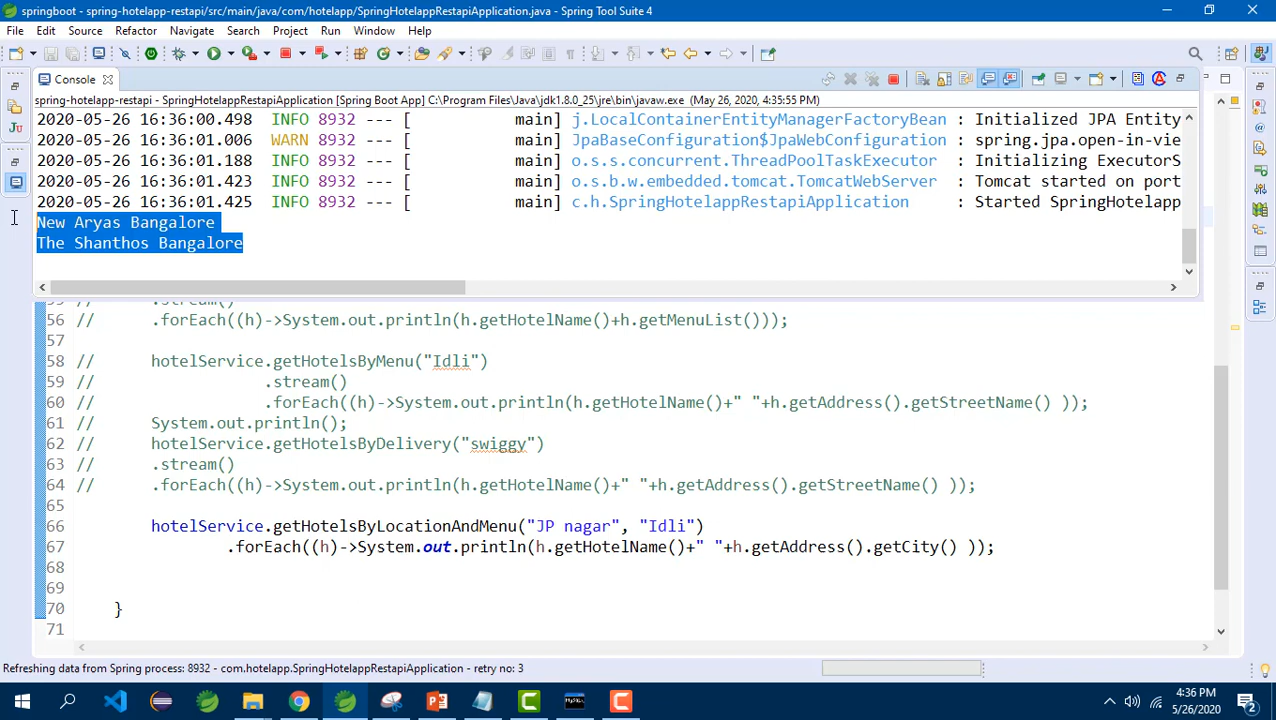 springboot - spring-hotelapp-restapi/src/main/java/com/hotelapp/SpringHotelappRestapiApplication.java - Spring Tool Suite 4
File Edit Source Refactor Navigate Search Project Run Window Help
Console
spring-hotelapp-restapi - SpringHotelappRestapiApplication [Spring Boot App] C:\Program Files\Java\jdk1.8.0_25\jre\bin\javaw.exe (May 26, 2020, 4:35:55 PM)
2020-05-26 16:36:00.498 INFO 8932 --- [ main] j.LocalContainerEntityManagerFactoryBean : Initialized JPA Entity
2020-05-26 16:36:01.006 WARN 8932 --- [ main] JpaBaseConfiguration$JpaWebConfiguration : spring.jpa.open-in-vie
2020-05-26 16:36:01.188 INFO 8932 --- [ main] o.s.s.concurrent.ThreadPoolTaskExecutor : Initializing ExecutorS
2020-05-26 16:36:01.423 INFO 8932 --- [ main] o.s.b.w.embedded.tomcat.TomcatWebServer : Tomcat started on port
2020-05-26 16:36:01.425 INFO 8932 --- [ main] c.h.SpringHotelappRestapiApplication : Started SpringHotelapp
New Aryas Bangalore
The Shanthos Bangalore
55 // .stream()
56 // .forEach((h)->System.out.println(h.getHotelName()+h.getMenuList()));
57
58 // hotelService.getHotelsByMenu("Idli")
59 // .stream()
60 // .forEach((h)->System.out.println(h.getHotelName()+" "+h.getAddress().getStreetName() ));
61 // System.out.println();
62 // hotelService.getHotelsByDelivery("swiggy")
63 // .stream()
64 // .forEach((h)->System.out.println(h.getHotelName()+" "+h.getAddress().getStreetName() ));
65
66 hotelService.getHotelsByLocationAndMenu("JP nagar", "Idli")
67 .forEach((h)->System.out.println(h.getHotelName()+" "+h.getAddress().getCity() ));
68
69
70 }
71
Refreshing data from Spring process: 8932 - com.hotelapp.SpringHotelappRestapiApplication - retry no: 3
4:36 PM
5/26/2020
2